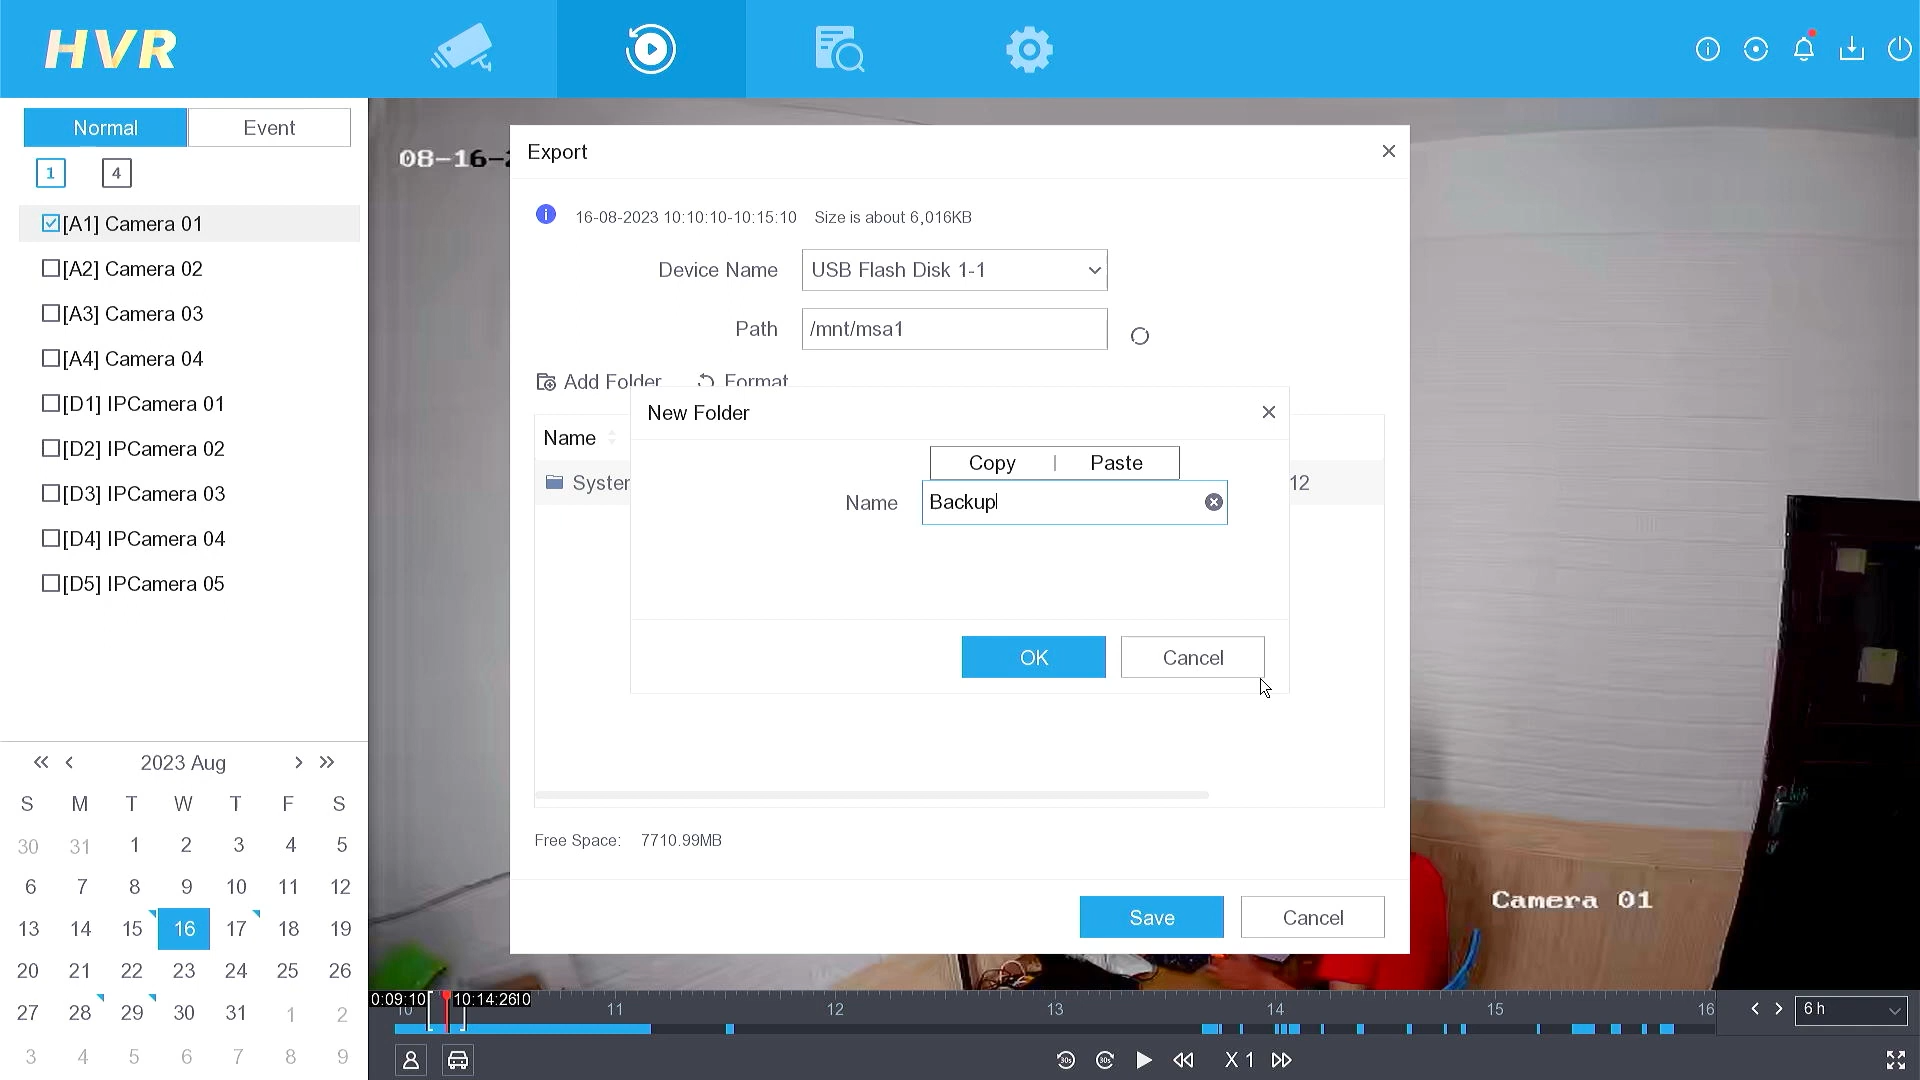 HVR
Normal
Event
1
4
[A1] Camera 01
[A2] Camera 02
[A3] Camera 03
[A4] Camera 04
[D1] IPCamera 01
[D2] IPCamera 02
[D3] IPCamera 03
[D4] IPCamera 04
[D5] IPCamera 05
2023 Aug
S M T W T F S
30 31 1 2 3 4 5
6 7 8 9 10 11 12
13 14 15 16 17 18 19
20 21 22 23 24 25 26
27 28 29 30 31 1 2
3 4 5 6 7 8 9
08-16-
Export
16-08-2023 10:10:10-10:15:10 Size is about 6,016KB
Device Name USB Flash Disk 1-1
Path /mnt/msa1
Add Folder Format
Name
Syster
12
New Folder
Copy | Paste
Name Backup
OK Cancel
Free Space: 7710.99MB
Save Cancel
Camera 01
0:09:10 10:14:26 10
10 11 12 13 14 15 16
6 h
30s 30s X 1